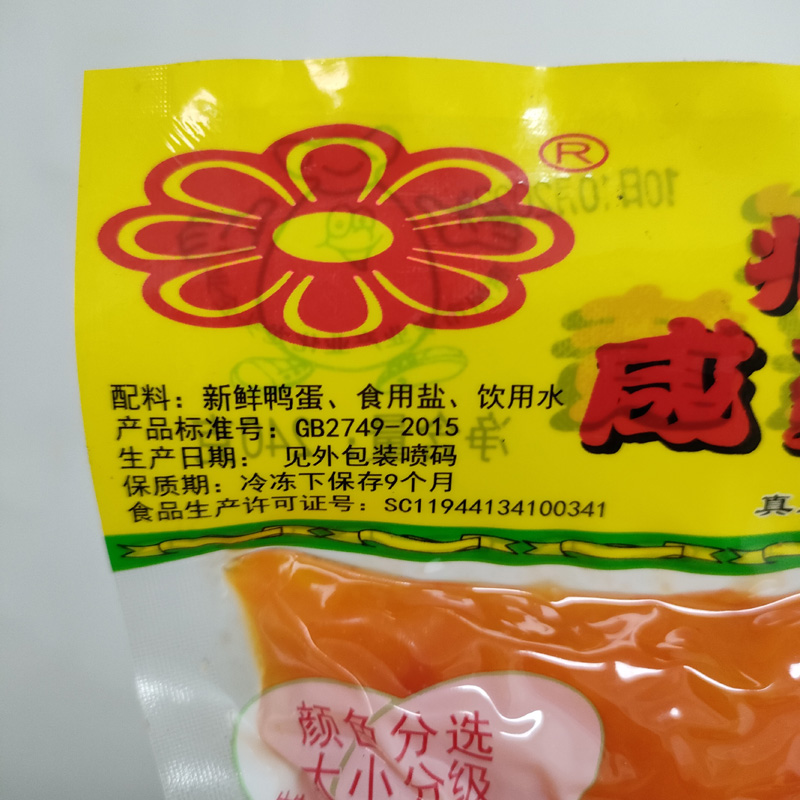 ®
配料：新鲜鸭蛋、食用盐、饮用水
产品标准号：GB2749-2015
生产日期： 见外包装喷码
保质期：冷冻下保存9个月
食品生产许可证号：SC11944134100341
咸
真
颜色分选
大小分级